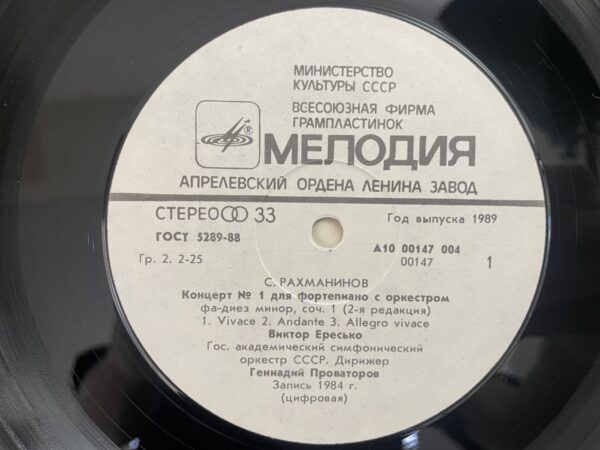 МИНИСТЕРСТВО
КУЛЬТУРЫ СССР
ВСЕСОЮЗНАЯ ФИРМА
ГРАМПЛАСТИНОК
®
МЕЛОДИЯ
АПРЕЛЕВСКИЙ ОРДЕНА ЛЕНИНА ЗАВОД
СТЕРЕО 33
Год выпуска 1989
ГОСТ 5289-88
А10 00147 004
Гр. 2. 2-25
00147
1
С. РАХМАНИНОВ
Концерт № 1 для фортепиано с оркестром
фа-диез минор, соч. 1 (2-я редакция)
1. Vivace 2. Andante 3. Allegro vivace
Виктор Ересько
Гос. академический симфонический
оркестр СССР. Дирижер
Геннадий Проваторов
Запись 1984 г.
(цифровая)